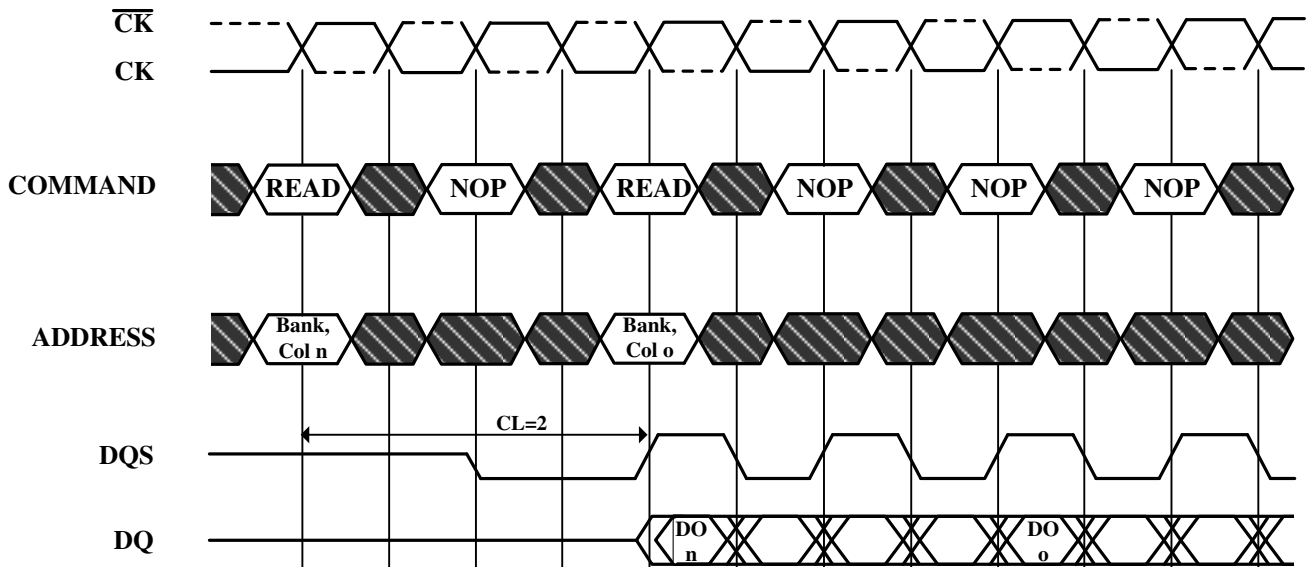 C̅K̅
CK
COMMAND
READ
NOP
READ
NOP
NOP
NOP
ADDRESS
Bank,
Col n
Bank,
Col o
CL=2
DQS
DQ
DO
n
DO
o